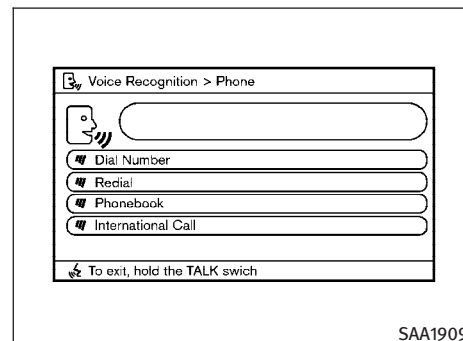 Voice Recognition > Phone
Dial Number
Redial
Phonebook
International Call
To exit, hold the TALK swich
SAA1909